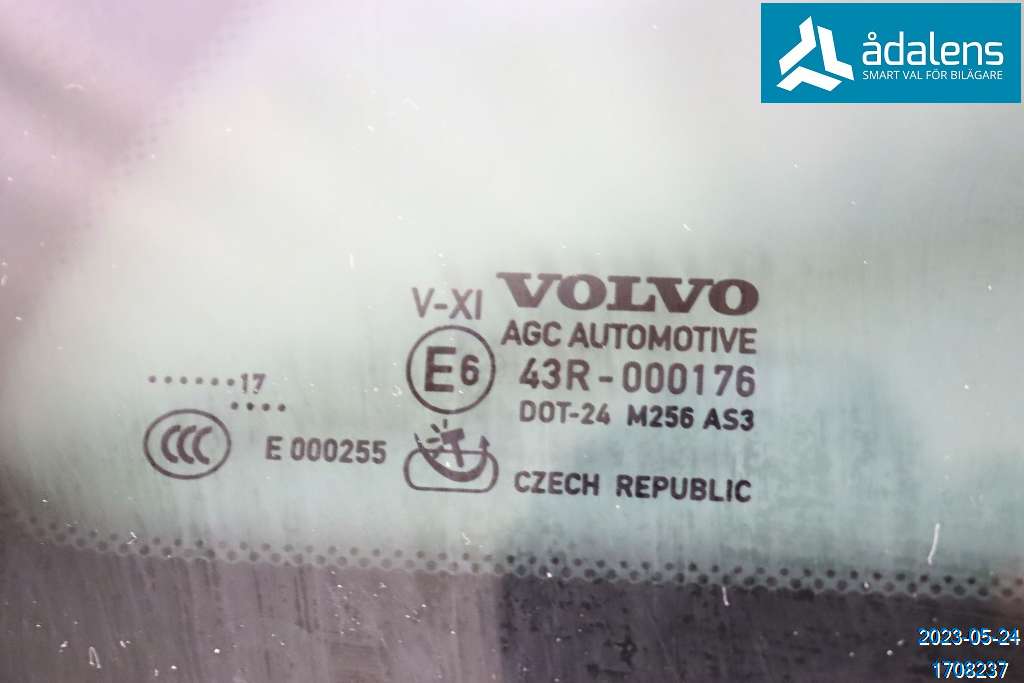 ådalens
SMART VAL FÖR BILÄGARE
V-XI VOLVO
AGC AUTOMOTIVE
E6 43R-000176
......17
....
DOT-24 M256 AS3
CCC E 000255
CZECH REPUBLIC
2023-05-24
1708237